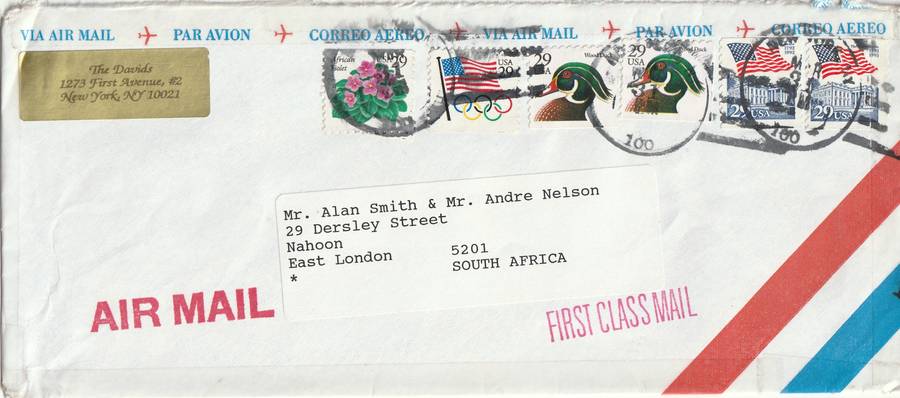 VIA AIR MAIL PAR AVION CORREO AEREO VIA AIR MAIL PAR AVION CORREO AEREO
The Davids
1273 First Avenue, #2
New York, NY 10021
African
Violet
29
USA
29
29
USA
Wood Duck
29
USA
Duck
1792
1992
29 USA
29 USA
100
100
Mr. Alan Smith & Mr. Andre Nelson
29 Dersley Street
Nahoon
East London 5201
* SOUTH AFRICA
AIR MAIL
FIRST CLASS MAIL